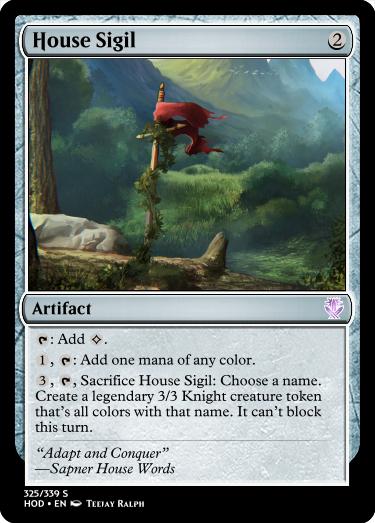 House Sigil 2
Artifact
: Add .
1, : Add one mana of any color.
3, , Sacrifice House Sigil: Choose a name.
Create a legendary 3/3 Knight creature token
that's all colors with that name. It can't block
this turn.
“Adapt and Conquer”
—Sapner House Words
325/339 S
HOD • EN Teejay Ralph